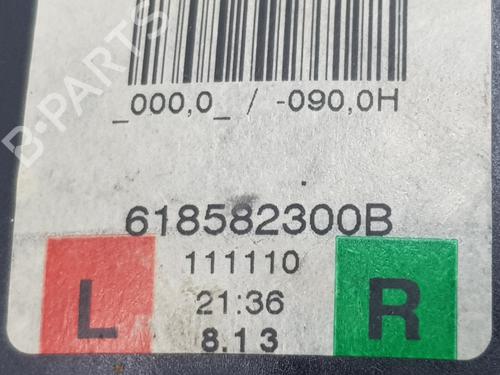 _000,0_ / -090,0H
618582300B
111110
L
R
21:36
8.13
B-PARTS